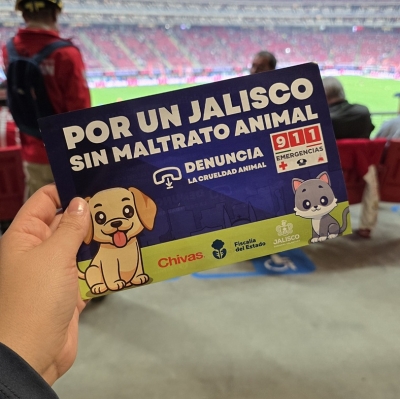 POR UN JALISCO
SIN MALTRATO ANIMAL
DENUNCIA
LA CRUELDAD ANIMAL
911
EMERGENCIAS
Chivas
Fiscalía
del Estado
JALISCO